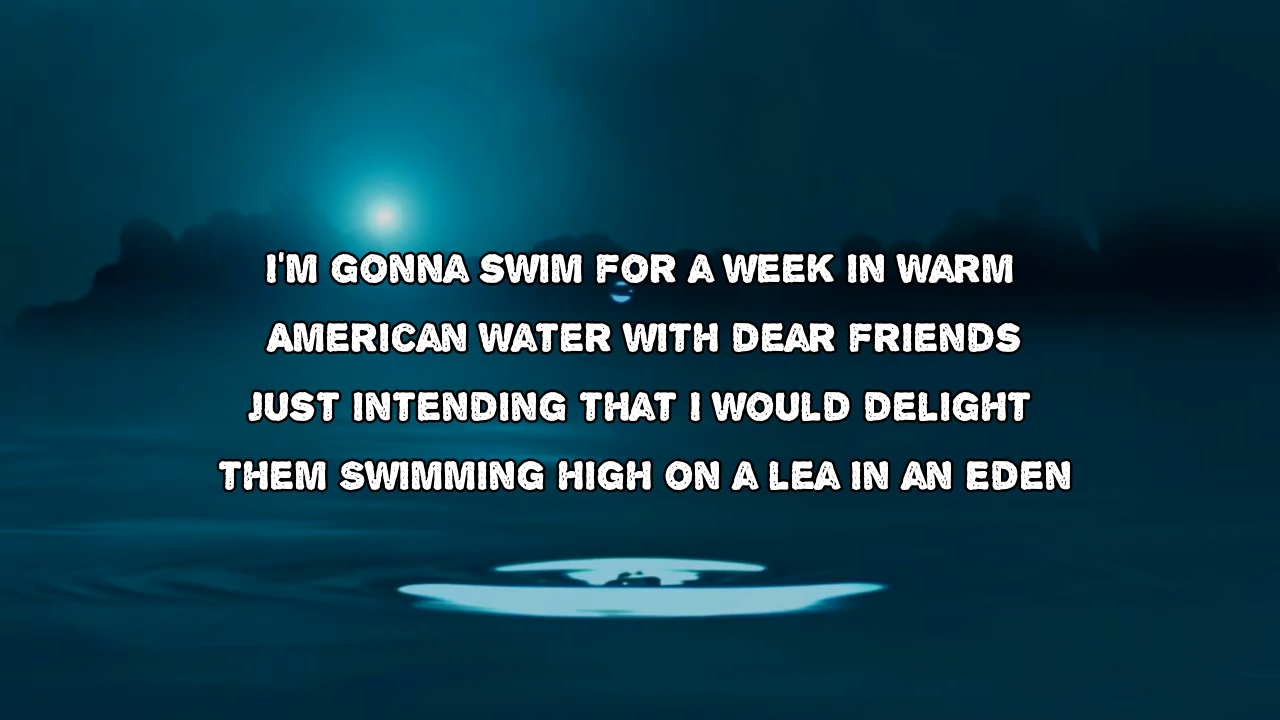 I'M GONNA SWIM FOR A WEEK IN WARM
AMERICAN WATER WITH DEAR FRIENDS
JUST INTENDING THAT I WOULD DELIGHT
THEM SWIMMING HIGH ON A LEA IN AN EDEN